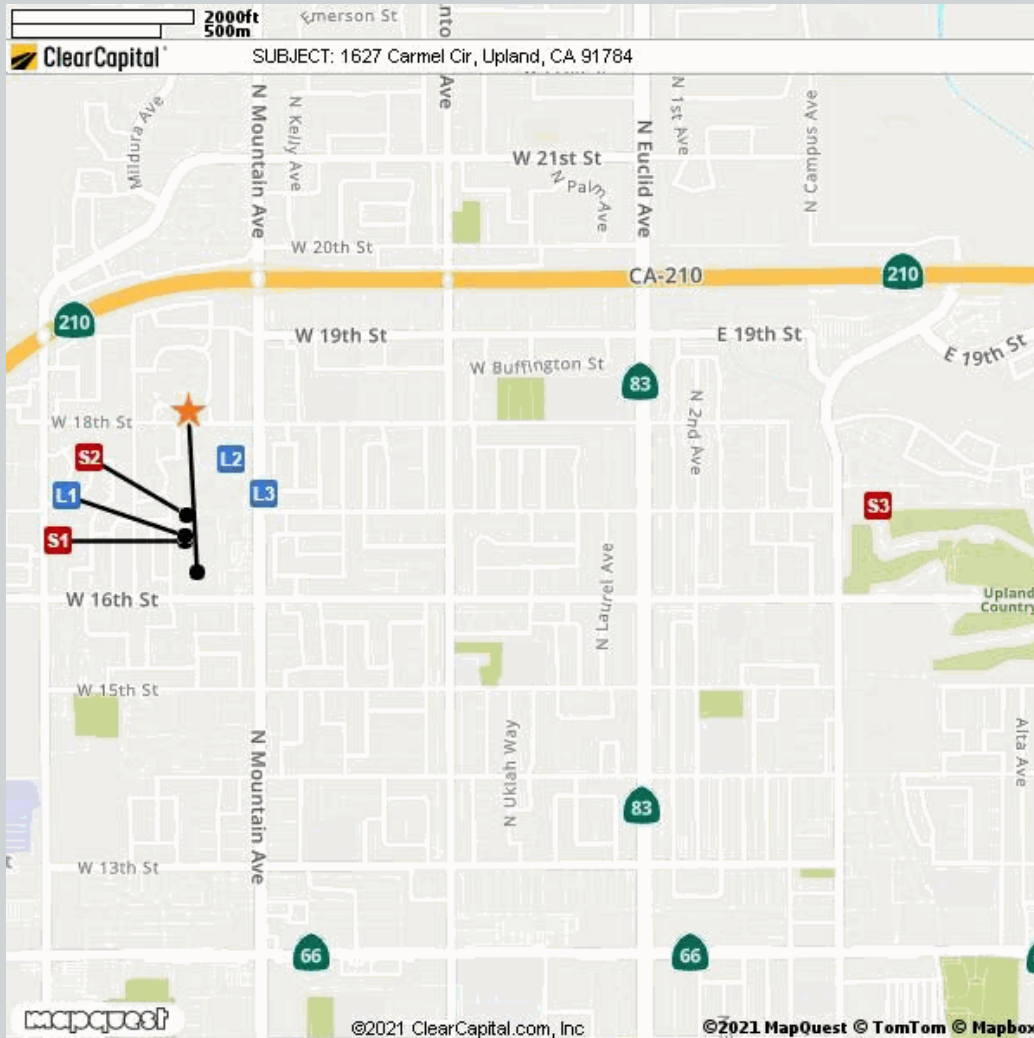 2000ft
500m
Emerson St
ClearCapital
SUBJECT: 1627 Carmel Cir, Upland, CA 91784
Ave
N Mountain Ave
N Kelly Ave
Mildura Ave
N Euclid Ave
N 1st Ave
N Campus Ave
W 21st St
N Palm Ave
W 20th St
CA-210
210
210
W 19th St
E 19th St
E 19th St
W Buffington St
83
N 2nd Ave
W 18th St
S2
L2
L1
L3
S3
S1
N Laurel Ave
W 16th St
Upland
Country
W 15th St
N Mountain Ave
N Ukiah Way
Alta Ave
83
W 13th St
66
66
mapquest
©2021 ClearCapital.com, Inc
©2021 MapQuest © TomTom © Mapbox